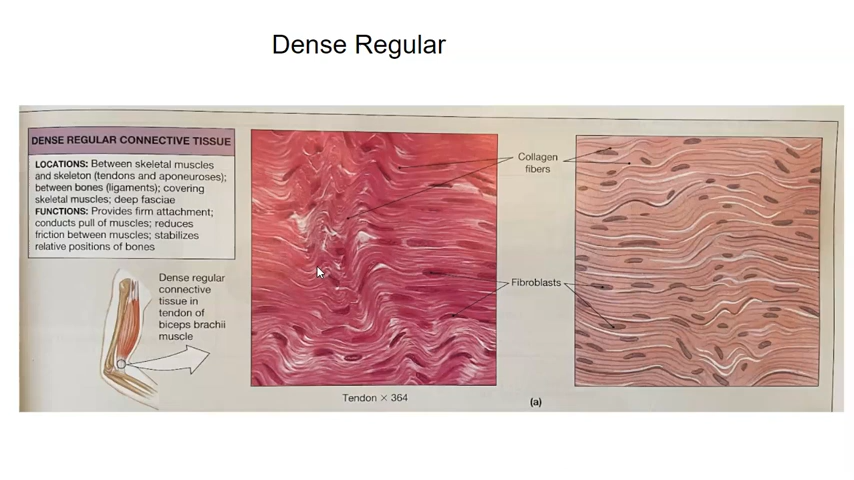 Dense Regular
DENSE REGULAR CONNECTIVE TISSUE
LOCATIONS: Between skeletal muscles
and skeleton (tendons and aponeuroses);
between bones (ligaments); covering
skeletal muscles; deep fasciae
FUNCTIONS: Provides firm attachment;
conducts pull of muscles; reduces
friction between muscles; stabilizes
relative positions of bones
Dense regular
connective
tissue in
tendon of
biceps brachii
muscle
Collagen
fibers
Fibroblasts
Tendon × 364
(a)